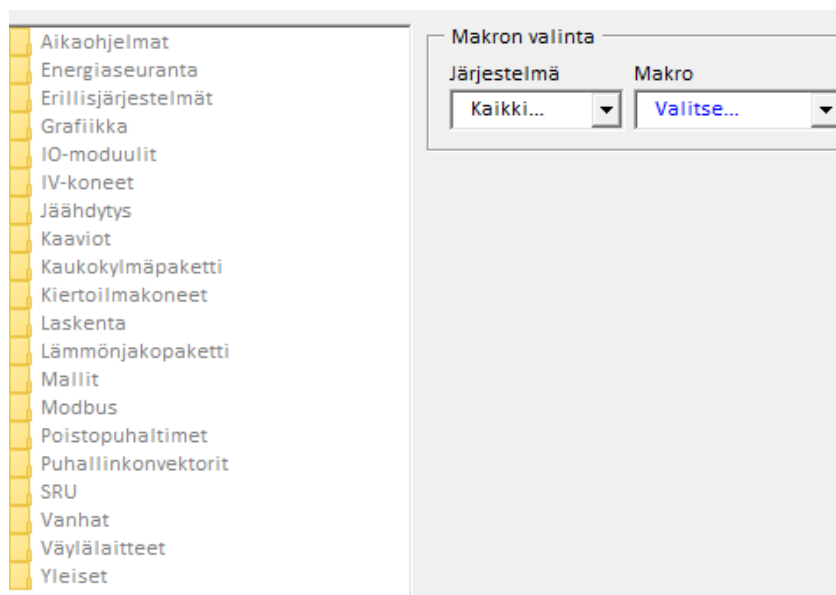 Aikaohjelmat
Energiaseuranta
Erillisjärjestelmät
Grafiikka
IO-moduulit
IV-koneet
Jäähdytys
Kaaviot
Kaukokylmäpaketti
Kiertoilmakoneet
Laskenta
Lämmönjakopaketti
Mallit
Modbus
Poistopuhaltimet
Puhallinkonvektorit
SRU
Vanhat
Väylälaitteet
Yleiset
Makron valinta
Järjestelmä Makro
Kaikki... Valitse...